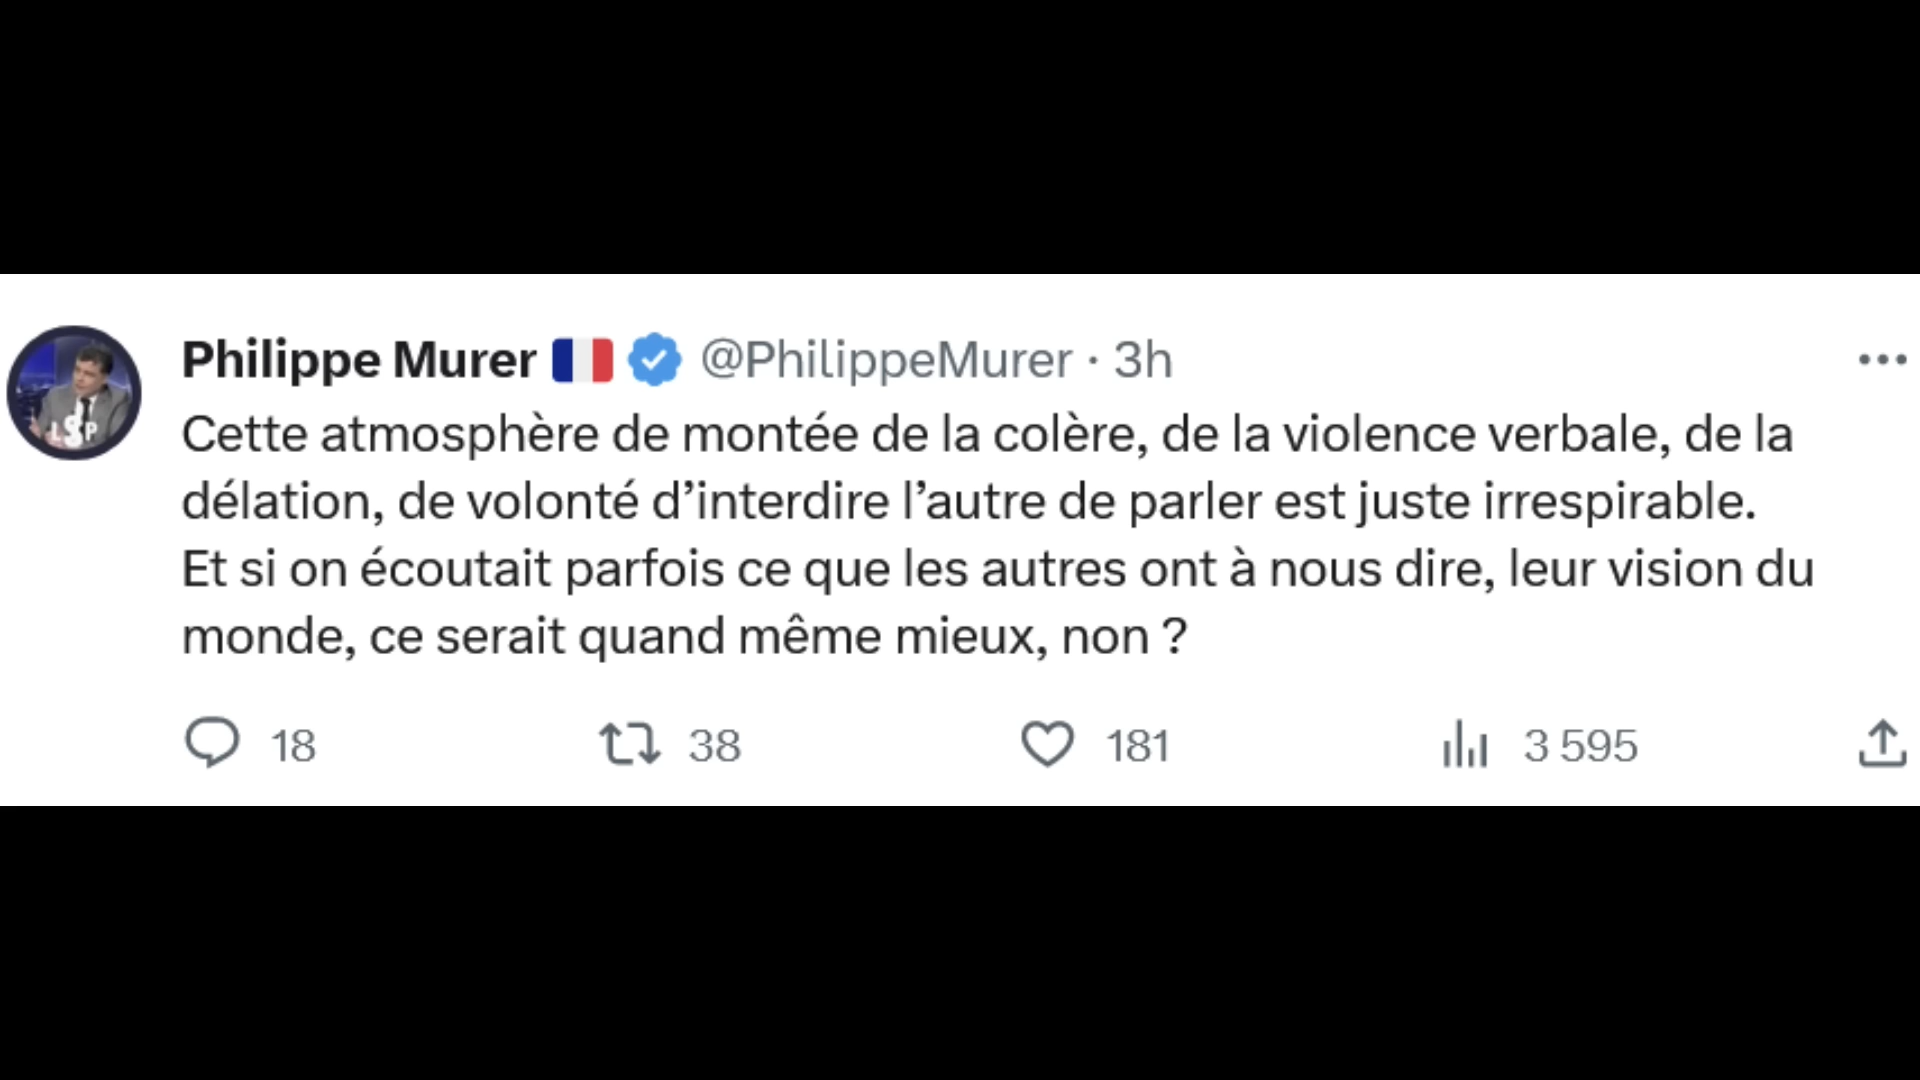 Philippe Murer 🇫🇷 @PhilippeMurer · 3h
Cette atmosphère de montée de la colère, de la violence verbale, de la
délation, de volonté d’interdire l’autre de parler est juste irrespirable.
Et si on écoutait parfois ce que les autres ont à nous dire, leur vision du
monde, ce serait quand même mieux, non ?
18 38 181 3 595